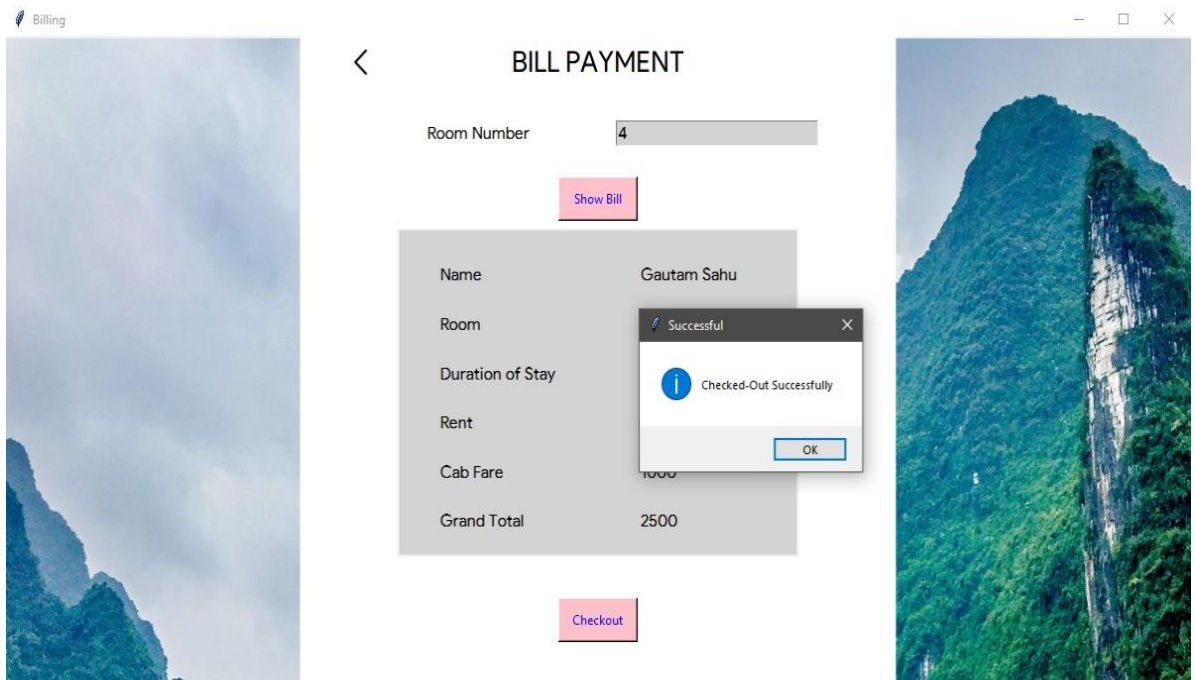 Billing
BILL PAYMENT
Room Number 4
Show Bill
Name Gautam Sahu
Room
Successful
Duration of Stay
Checked-Out Successfully
Rent
OK
Cab Fare
Grand Total 2500
Checkout